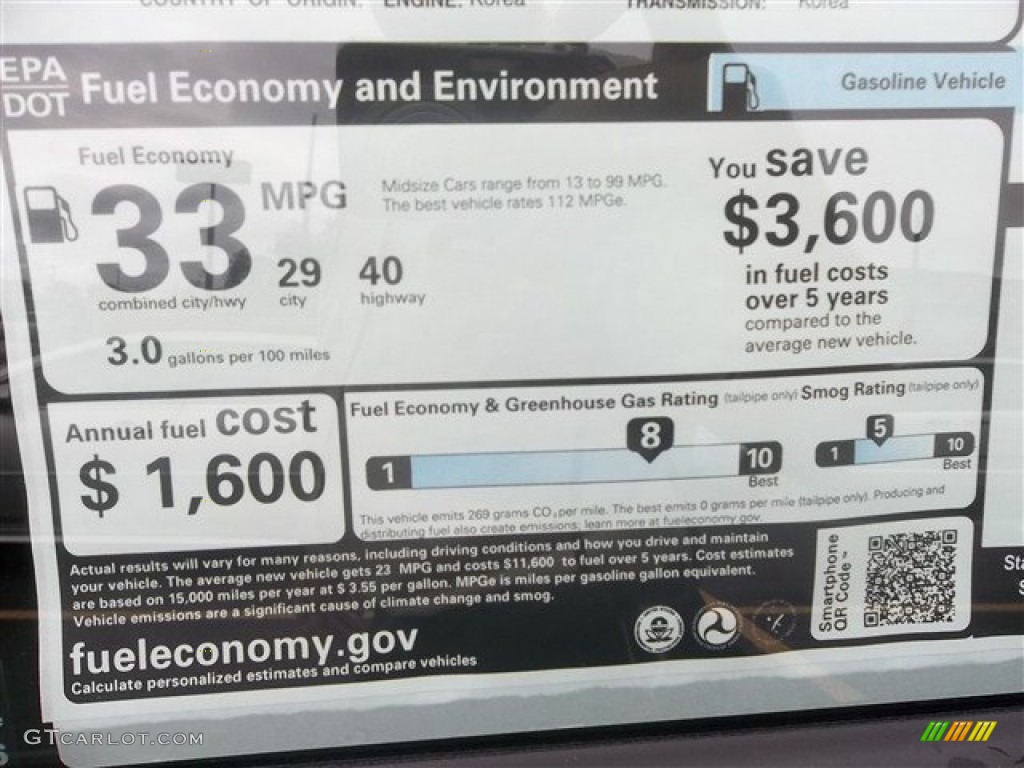 COUNTRY OF ORIGIN: ENGINE: Korea TRANSMISSION: Korea
EPA
DOT
Fuel Economy and Environment
Gasoline Vehicle
Fuel Economy
33 MPG
combined city/hwy
29
city
40
highway
3.0 gallons per 100 miles
Midsize Cars range from 13 to 99 MPG.
The best vehicle rates 112 MPGe.
You save
$3,600
in fuel costs
over 5 years
compared to the
average new vehicle.
Annual fuel cost
$ 1,600
Fuel Economy & Greenhouse Gas Rating (tailpipe only)
1
8
10
Best
Smog Rating (tailpipe only)
1
5
10
Best
This vehicle emits 269 grams CO₂ per mile. The best emits 0 grams per mile (tailpipe only). Producing and
distributing fuel also create emissions; learn more at fueleconomy.gov.
Actual results will vary for many reasons, including driving conditions and how you drive and maintain
your vehicle. The average new vehicle gets 23 MPG and costs $11,600 to fuel over 5 years. Cost estimates
are based on 15,000 miles per year at $ 3.55 per gallon. MPGe is miles per gasoline gallon equivalent.
Vehicle emissions are a significant cause of climate change and smog.
fueleconomy.gov
Calculate personalized estimates and compare vehicles
Smartphone
QR Code™
GTCARLOT.COM